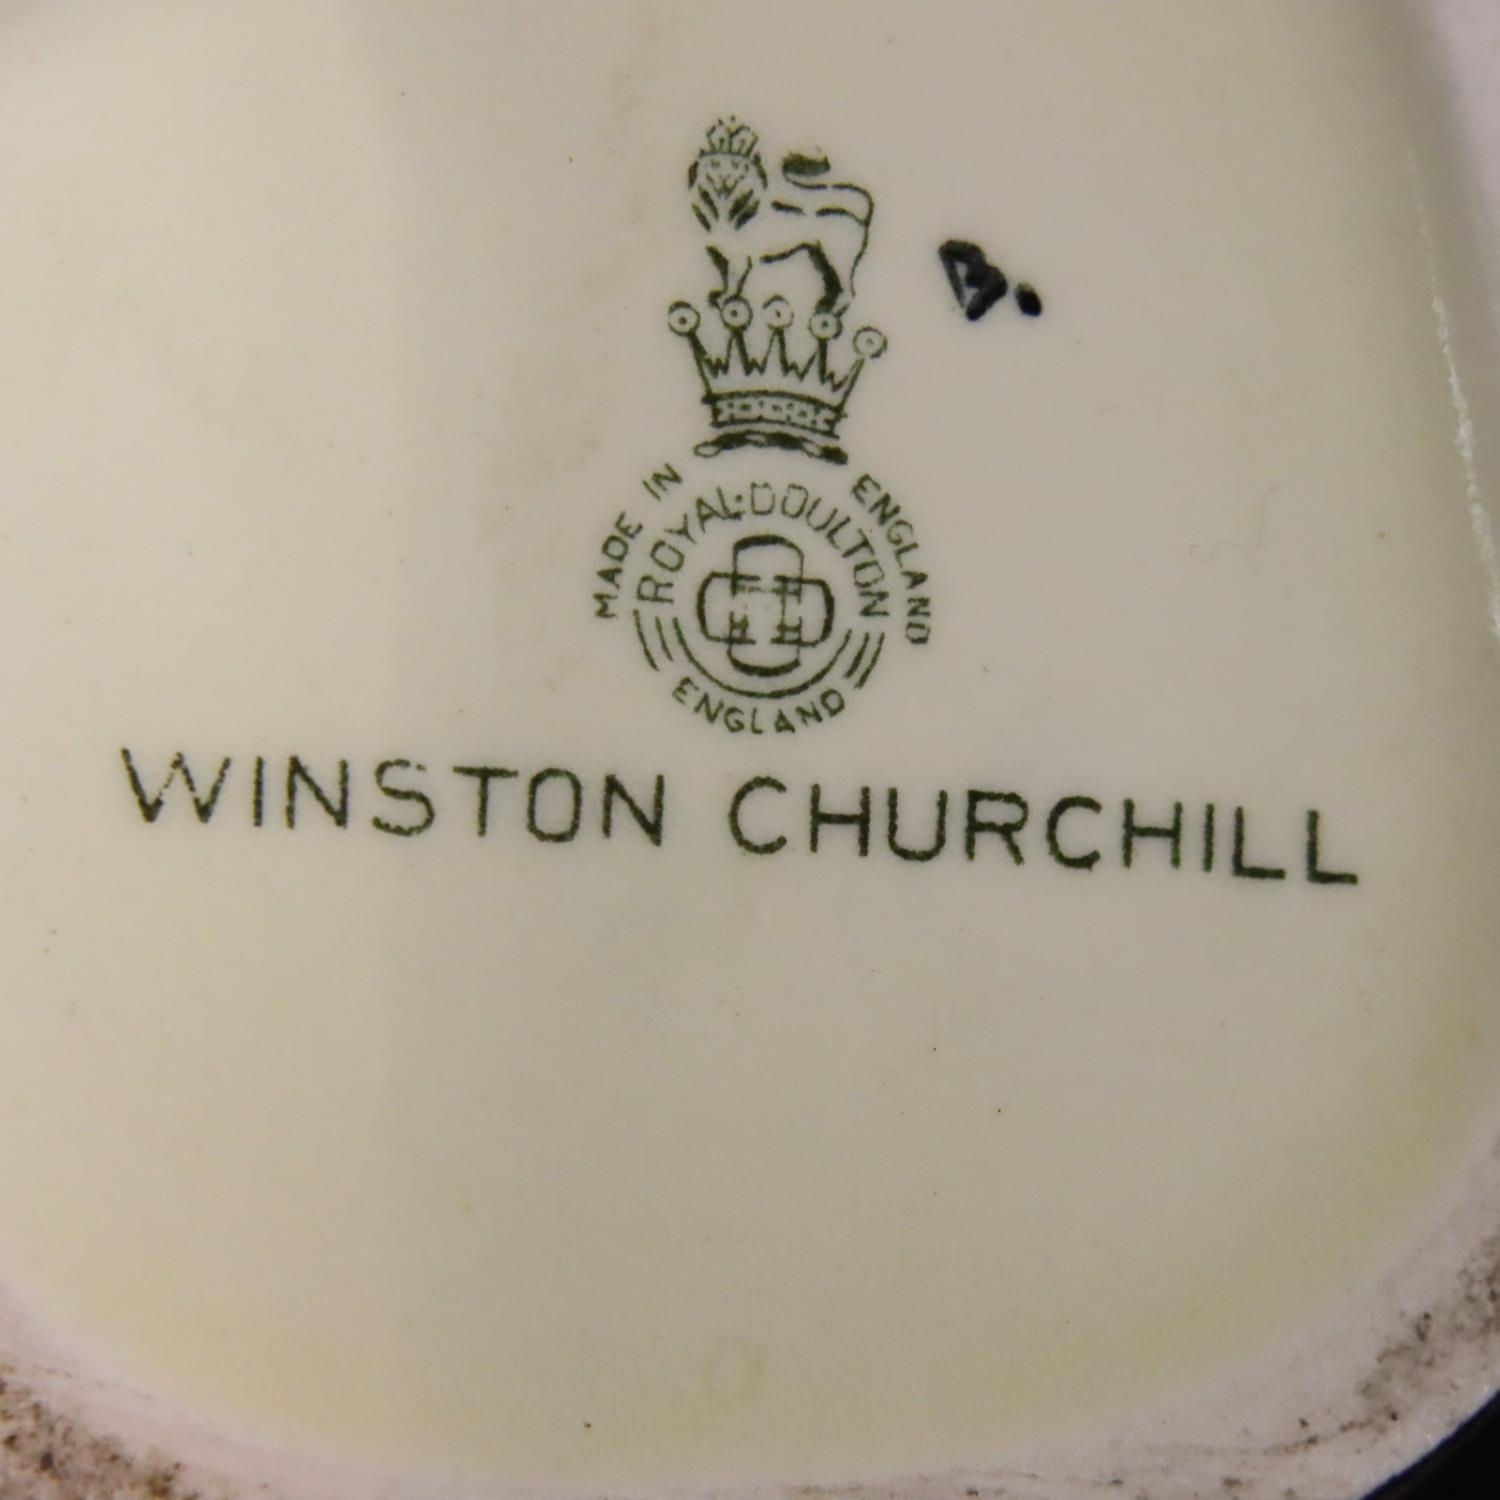 MADE IN ENGLAND
ROYAL·DOULTON
ENGLAND
WINSTON CHURCHILL